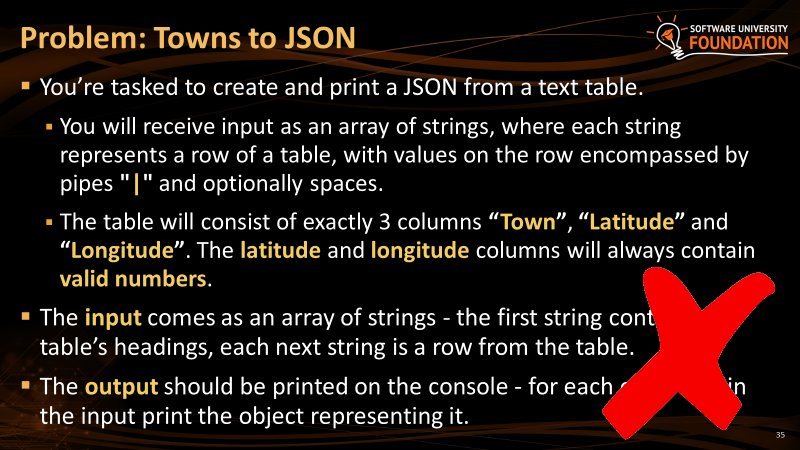 Problem: Towns to JSON
SOFTWARE UNIVERSITY
FOUNDATION
You're tasked to create and print a JSON from a text table.
You will receive input as an array of strings, where each string
represents a row of a table, with values on the row encompassed by
pipes "|" and optionally spaces.
The table will consist of exactly 3 columns “Town”, “Latitude” and
“Longitude”. The latitude and longitude columns will always contain
valid numbers.
The input comes as an array of strings - the first string
table's headings, each next string is a row from the table.
The output should be printed on the console - for each in
the input print the object representing it.
35